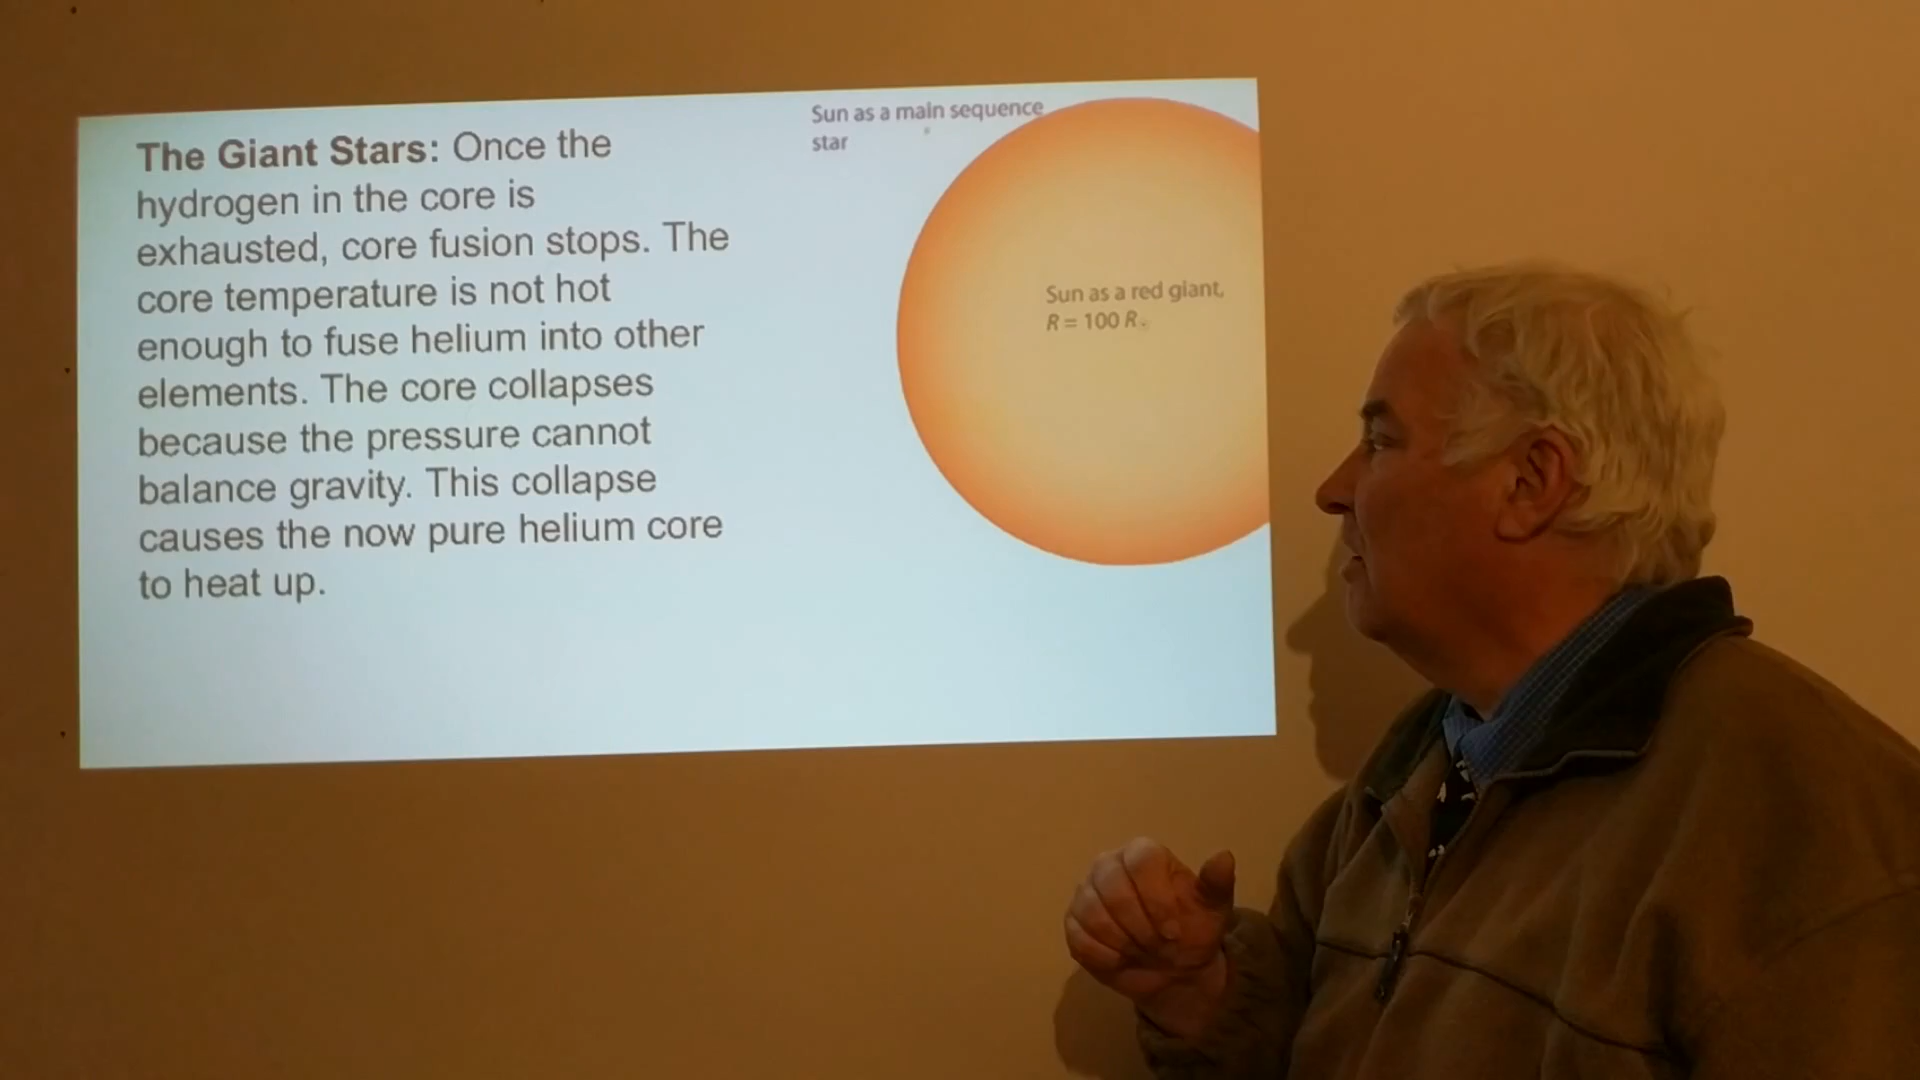 The Giant Stars: Once the
hydrogen in the core is
exhausted, core fusion stops. The
core temperature is not hot
enough to fuse helium into other
elements. The core collapses
because the pressure cannot
balance gravity. This collapse
causes the now pure helium core
to heat up.
Sun as a main sequence
star
Sun as a red giant,
R = 100 R